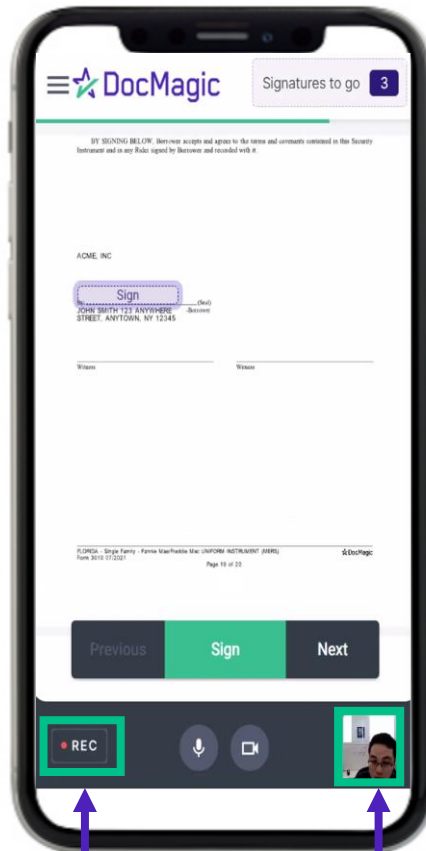 DocMagic
Signatures to go 3
BY SIGNING BELOW, Borrower accepts and agrees to the terms and covenants contained in this Security
Instrument and in any Rider signed by Borrower and recorded with it.
ACME, INC
Sign
By: (Seal)
JOHN SMITH 123 ANYWHERE -Borrower
STREET, ANYTOWN, NY 12345
Witness Witness
FLORIDA - Single Family - Fannie Mae/Freddie Mac UNIFORM INSTRUMENT (MERS) DocMagic
Form 3010 07/2021
Page 19 of 23
Previous Sign Next
REC